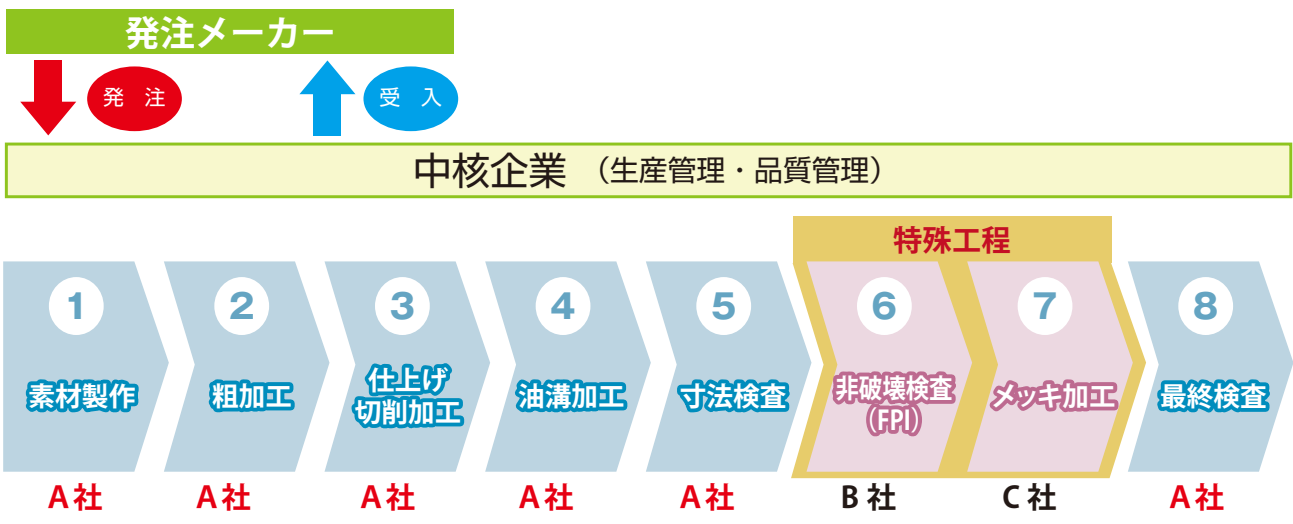 発注メーカー
発 注
受 入
中核企業 (生産管理・品質管理)
特殊工程
1
2
3
4
5
6
7
8
素材製作
粗加工
仕上げ
切削加工
油溝加工
寸法検査
非破壊検査
(FPI)
メッキ加工
最終検査
A社
A社
A社
A社
A社
B社
C社
A社